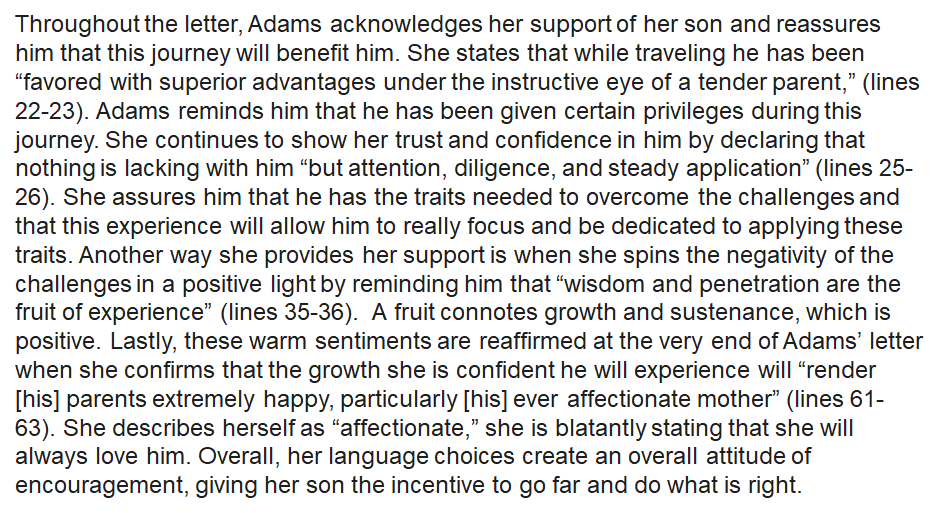 Throughout the letter, Adams acknowledges her support of her son and reassures
him that this journey will benefit him. She states that while traveling he has been
“favored with superior advantages under the instructive eye of a tender parent,” (lines
22-23). Adams reminds him that he has been given certain privileges during this
journey. She continues to show her trust and confidence in him by declaring that
nothing is lacking with him “but attention, diligence, and steady application” (lines 25-
26). She assures him that he has the traits needed to overcome the challenges and
that this experience will allow him to really focus and be dedicated to applying these
traits. Another way she provides her support is when she spins the negativity of the
challenges in a positive light by reminding him that “wisdom and penetration are the
fruit of experience” (lines 35-36).  A fruit connotes growth and sustenance, which is
positive. Lastly, these warm sentiments are reaffirmed at the very end of Adams’ letter
when she confirms that the growth she is confident he will experience will “render
[his] parents extremely happy, particularly [his] ever affectionate mother” (lines 61-
63). She describes herself as “affectionate,” she is blatantly stating that she will
always love him. Overall, her language choices create an overall attitude of
encouragement, giving her son the incentive to go far and do what is right.